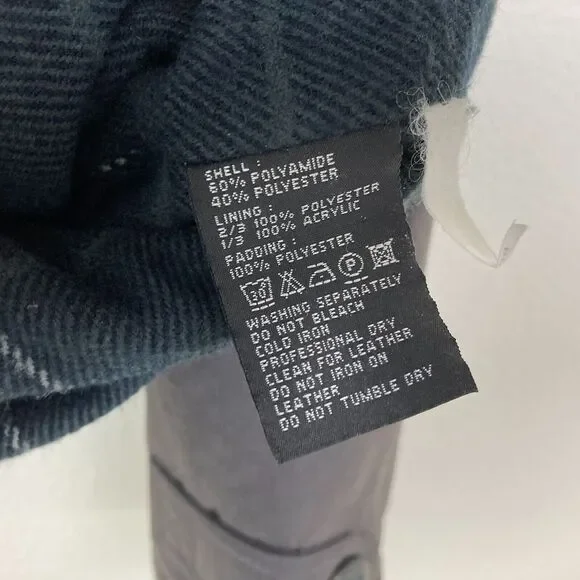 SHELL :
60% POLYAMIDE
40% POLYESTER
LINING :
2/3 100% POLYESTER
1/3 100% ACRYLIC
PADDING :
100% POLYESTER
30° P
WASHING SEPARATELY
DO NOT BLEACH
COLD IRON
PROFESSIONAL DRY
CLEAN FOR LEATHER
DO NOT IRON ON
LEATHER
DO NOT TUMBLE DRY